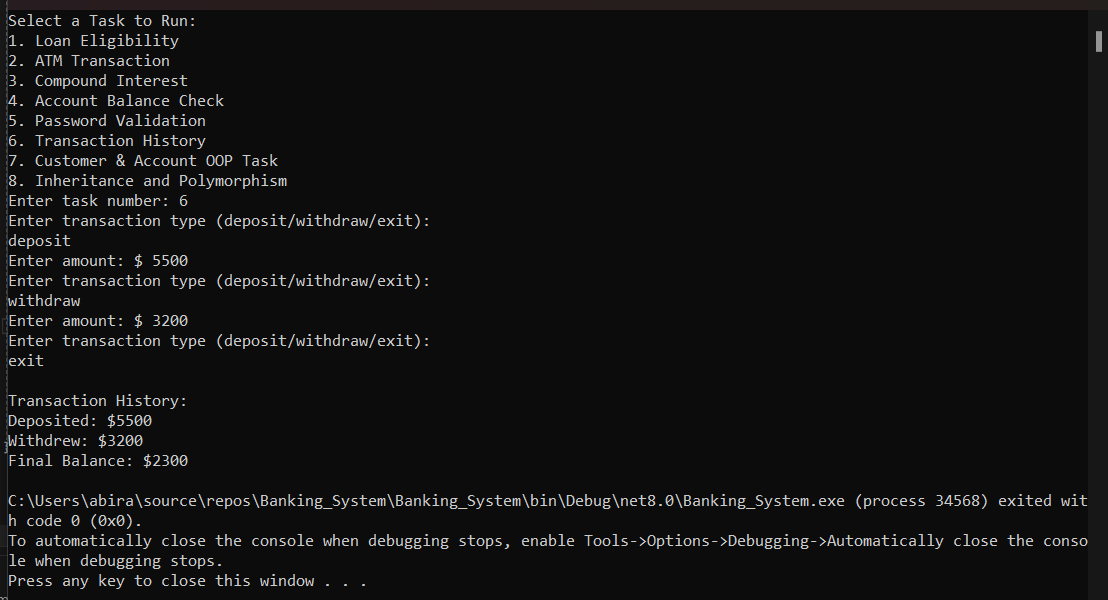 Select a Task to Run:
1. Loan Eligibility
2. ATM Transaction
3. Compound Interest
4. Account Balance Check
5. Password Validation
6. Transaction History
7. Customer & Account OOP Task
8. Inheritance and Polymorphism
Enter task number: 6
Enter transaction type (deposit/withdraw/exit):
deposit
Enter amount: $ 5500
Enter transaction type (deposit/withdraw/exit):
withdraw
Enter amount: $ 3200
Enter transaction type (deposit/withdraw/exit):
exit

Transaction History:
Deposited: $5500
Withdrew: $3200
Final Balance: $2300

C:\Users\abira\source\repos\Banking_System\Banking_System\bin\Debug\net8.0\Banking_System.exe (process 34568) exited wit
h code 0 (0x0).
To automatically close the console when debugging stops, enable Tools->Options->Debugging->Automatically close the conso
le when debugging stops.
Press any key to close this window . . .